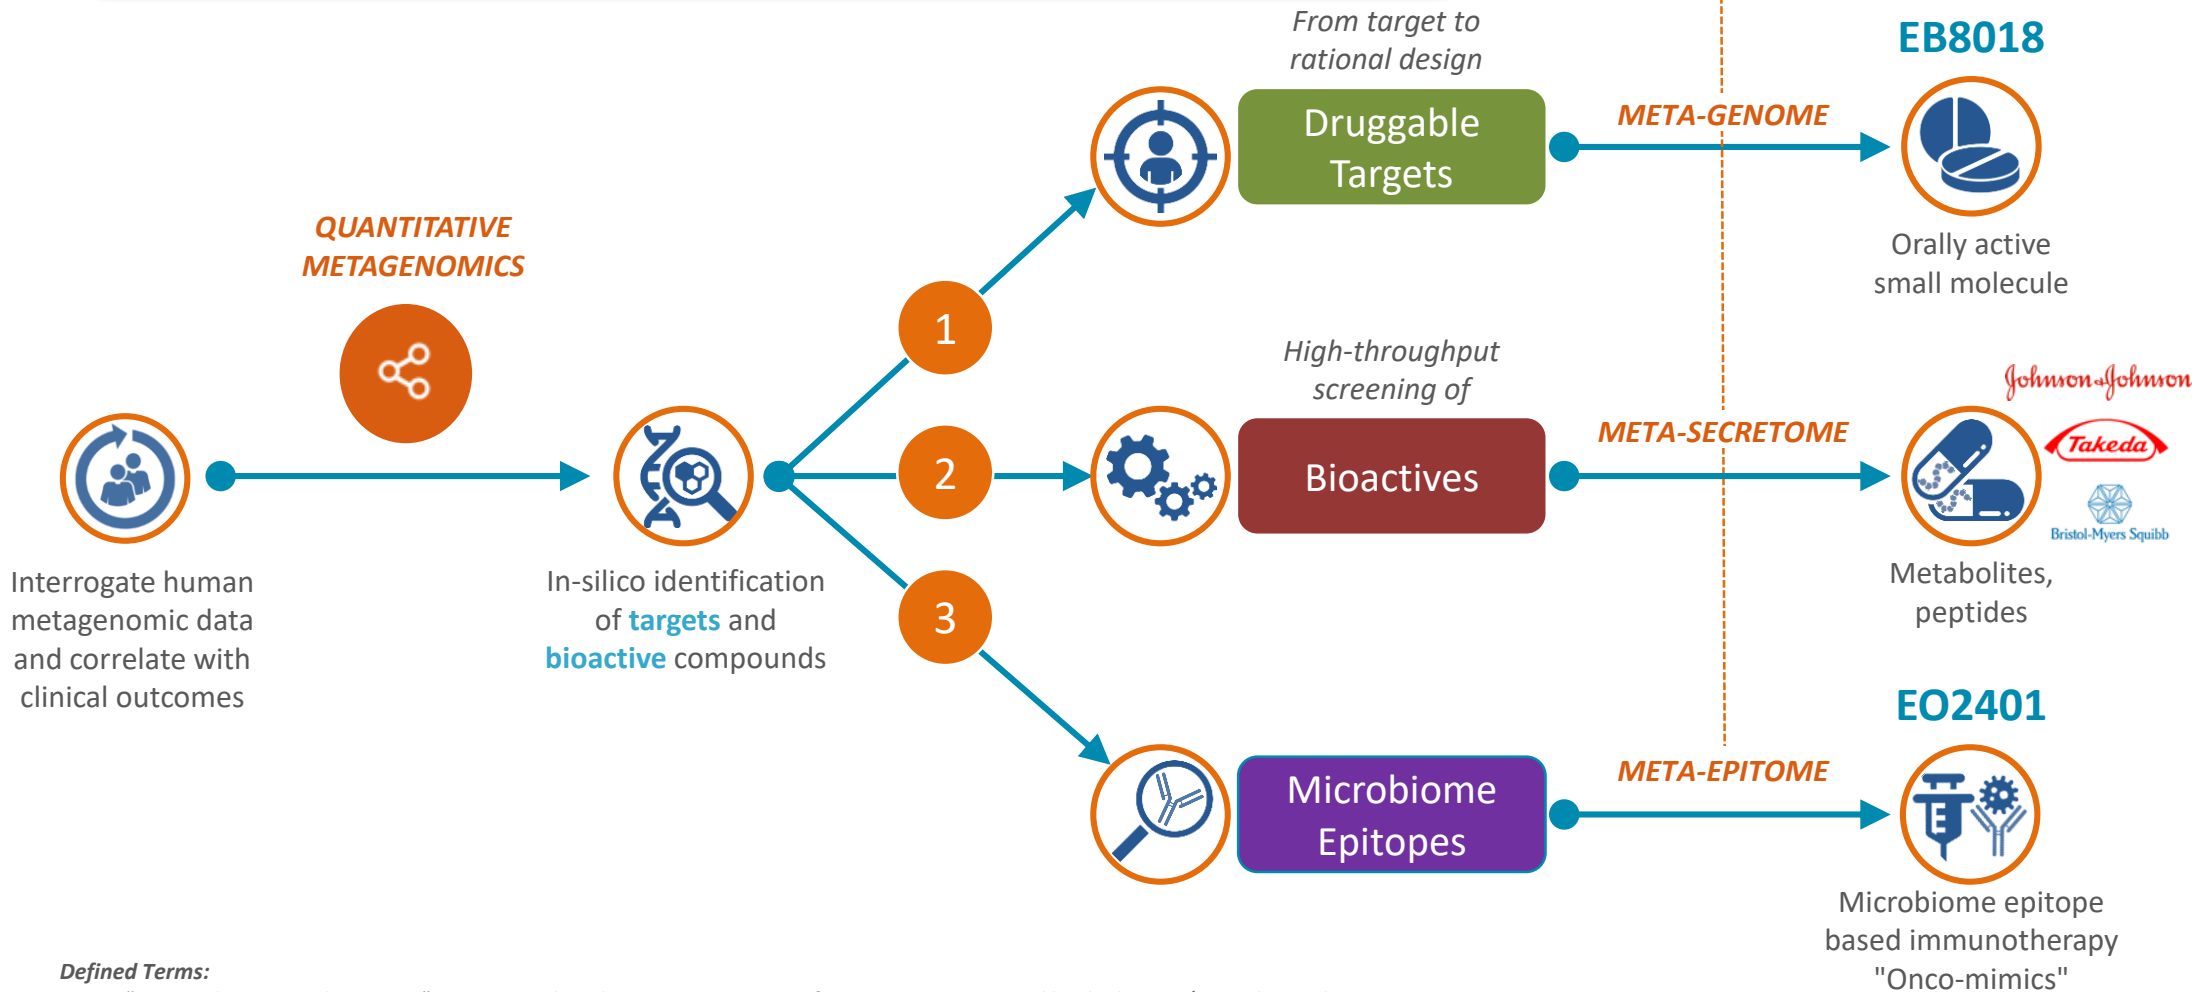 QUANTITATIVE
METAGENOMICS
Interrogate human
metagenomic data
and correlate with
clinical outcomes
In-silico identification
of targets and
bioactive compounds
1
2
3
From target to
rational design
Druggable
Targets
META-GENOME
EB8018
Orally active
small molecule
High-throughput
screening of
Bioactives
META-SECRETOME
Johnson & Johnson
Takeda
Bristol-Myers Squibb
Metabolites,
peptides
Microbiome
Epitopes
META-EPITOME
EO2401
Microbiome epitope
based immunotherapy
"Onco-mimics"
Defined Terms: